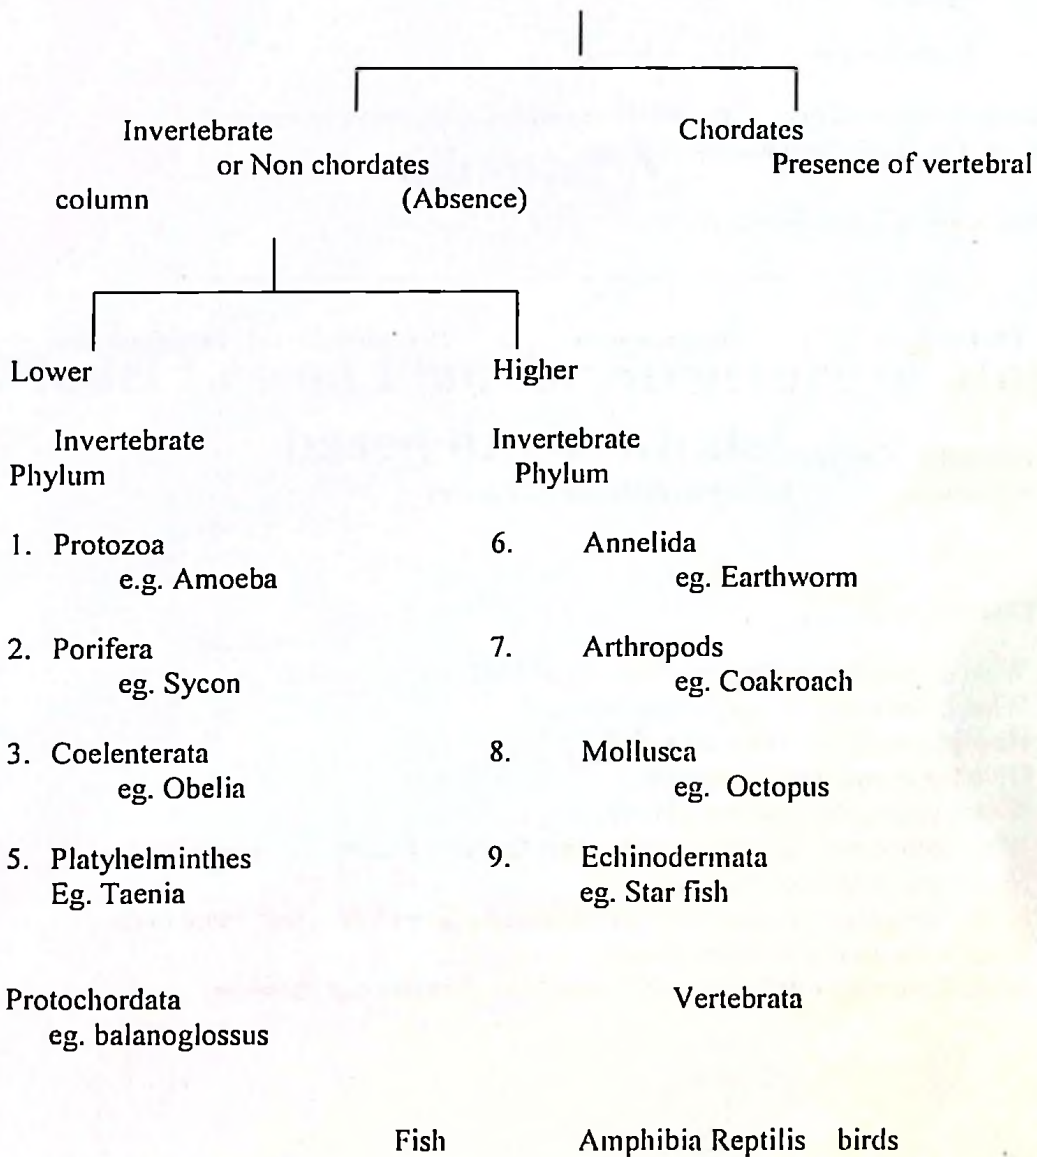 Invertebrate Chordates
or Non chordates Presence of vertebral
column (Absence)
Lower Higher
Invertebrate Invertebrate
Phylum Phylum
1. Protozoa 6. Annelida
e.g. Amoeba eg. Earthworm
2. Porifera 7. Arthropods
eg. Sycon eg. Coakroach
3. Coelenterata 8. Mollusca
eg. Obelia eg. Octopus
5. Platyhelminthes 9. Echinodermata
Eg. Taenia eg. Star fish
Protochordata Vertebrata
eg. balanoglossus
Fish Amphibia Reptilis birds